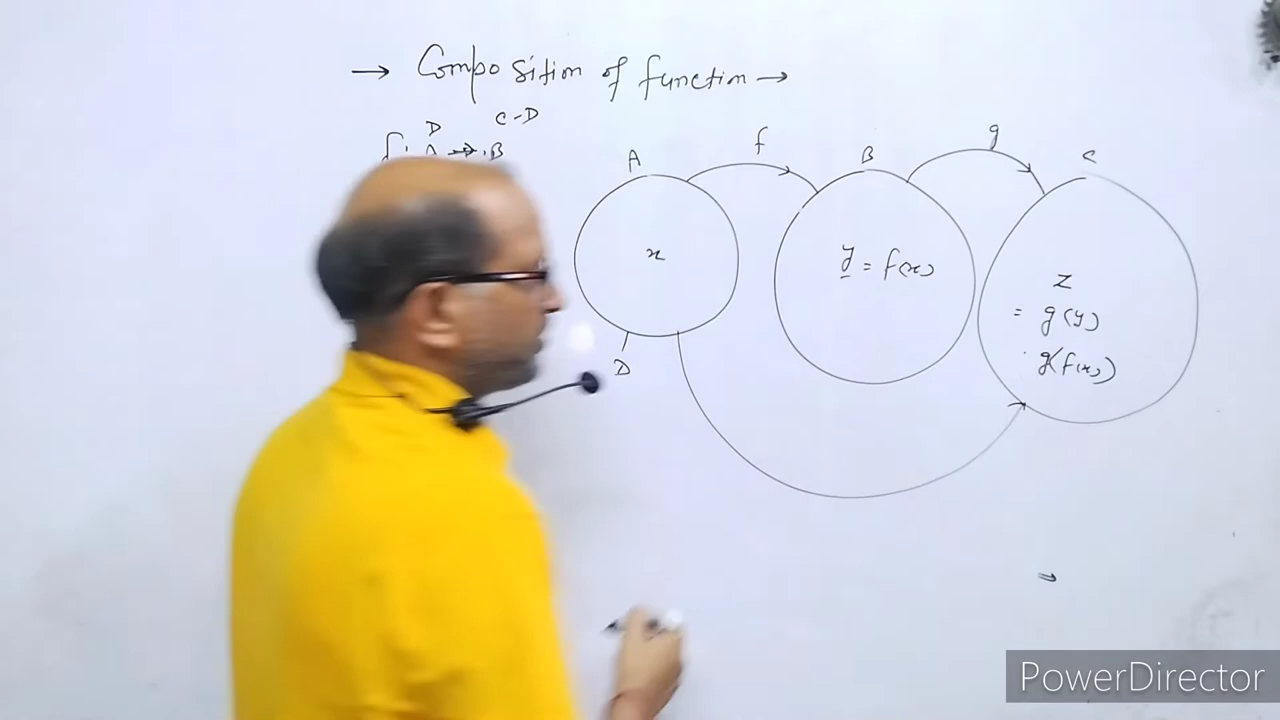 → Composition of function →
D C-D
f: A → B
A f B g C
x
y = f(x)
z
= g(y)
g(f(x))
D
PowerDirector